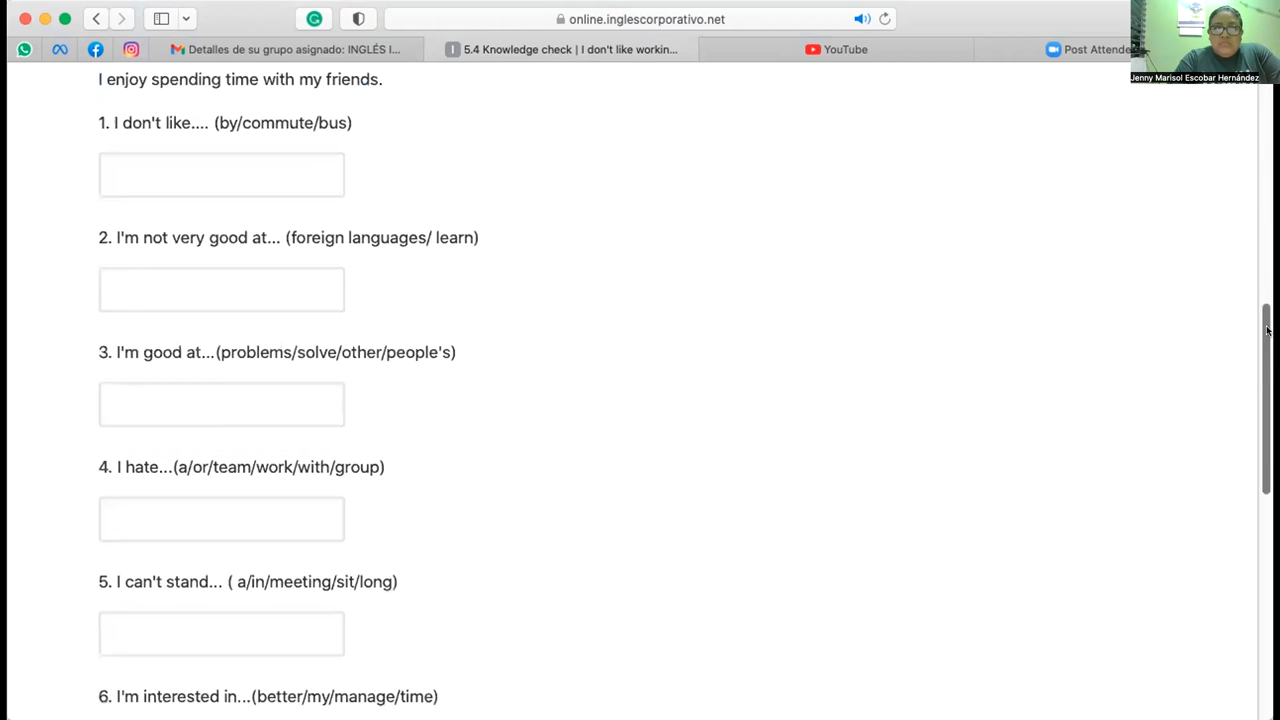 online.inglescorporativo.net
Detalles de su grupo asignado: INGLÉS I...
5.4 Knowledge check | I don't like workin...
YouTube
Post Attende
Jenny Marisol Escobar Hernández
I enjoy spending time with my friends.
1. I don't like.... (by/commute/bus)
2. I'm not very good at... (foreign languages/ learn)
3. I'm good at...(problems/solve/other/people's)
4. I hate...(a/or/team/work/with/group)
5. I can't stand... ( a/in/meeting/sit/long)
6. I'm interested in...(better/my/manage/time)